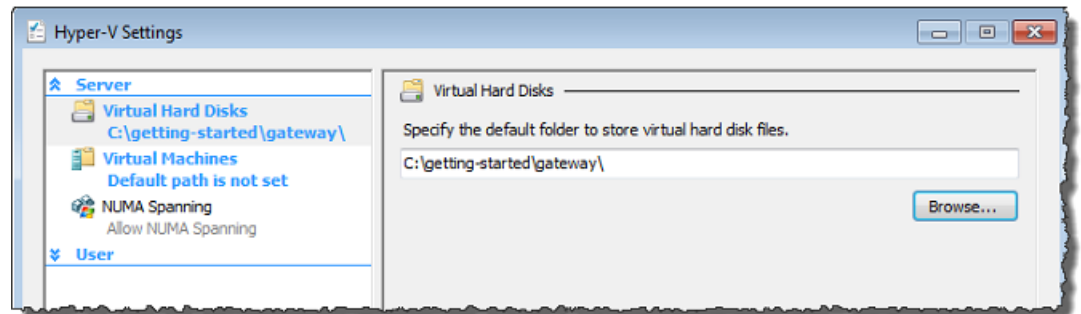 Hyper-V Settings
Server
Virtual Hard Disks
C:\getting-started\gateway\
Virtual Machines
Default path is not set
NUMA Spanning
Allow NUMA Spanning
User
Virtual Hard Disks
Specify the default folder to store virtual hard disk files.
C:\getting-started\gateway\
Browse...